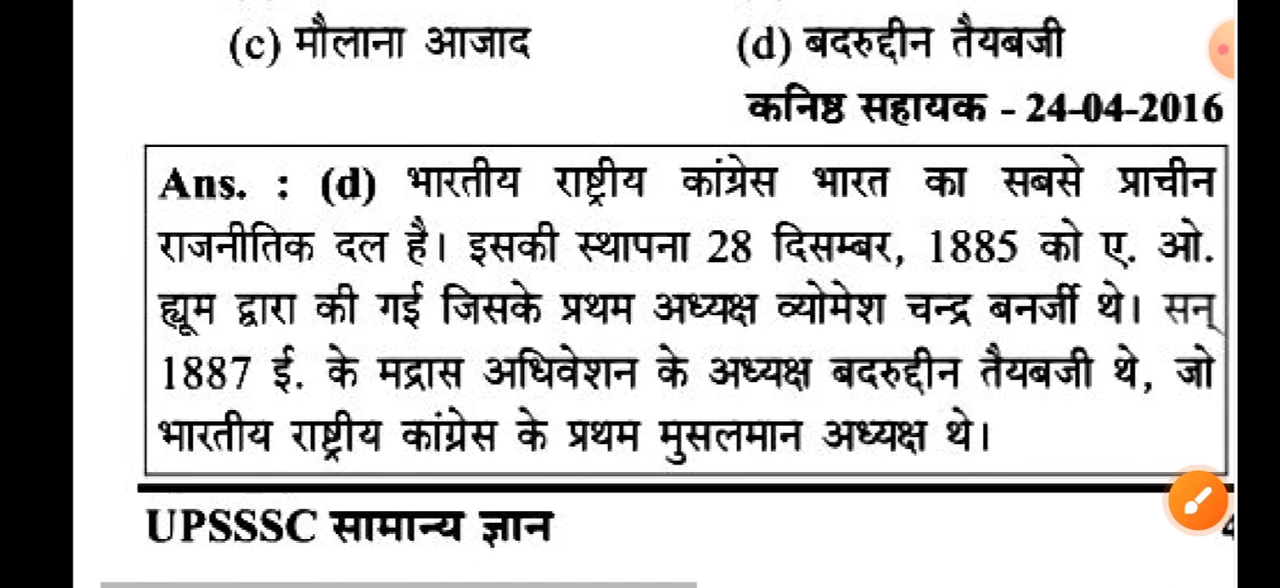 (c) मौलाना आजाद (d) बदरुद्दीन तैयबजी
कनिष्ठ सहायक - 24-04-2016
Ans. : (d) भारतीय राष्ट्रीय कांग्रेस भारत का सबसे प्राचीन
राजनीतिक दल है। इसकी स्थापना 28 दिसम्बर, 1885 को ए. ओ.
ह्यूम द्वारा की गई जिसके प्रथम अध्यक्ष व्योमेश चन्द्र बनर्जी थे। सन्
1887 ई. के मद्रास अधिवेशन के अध्यक्ष बदरुद्दीन तैयबजी थे, जो
भारतीय राष्ट्रीय कांग्रेस के प्रथम मुसलमान अध्यक्ष थे।
UPSSSC सामान्य ज्ञान